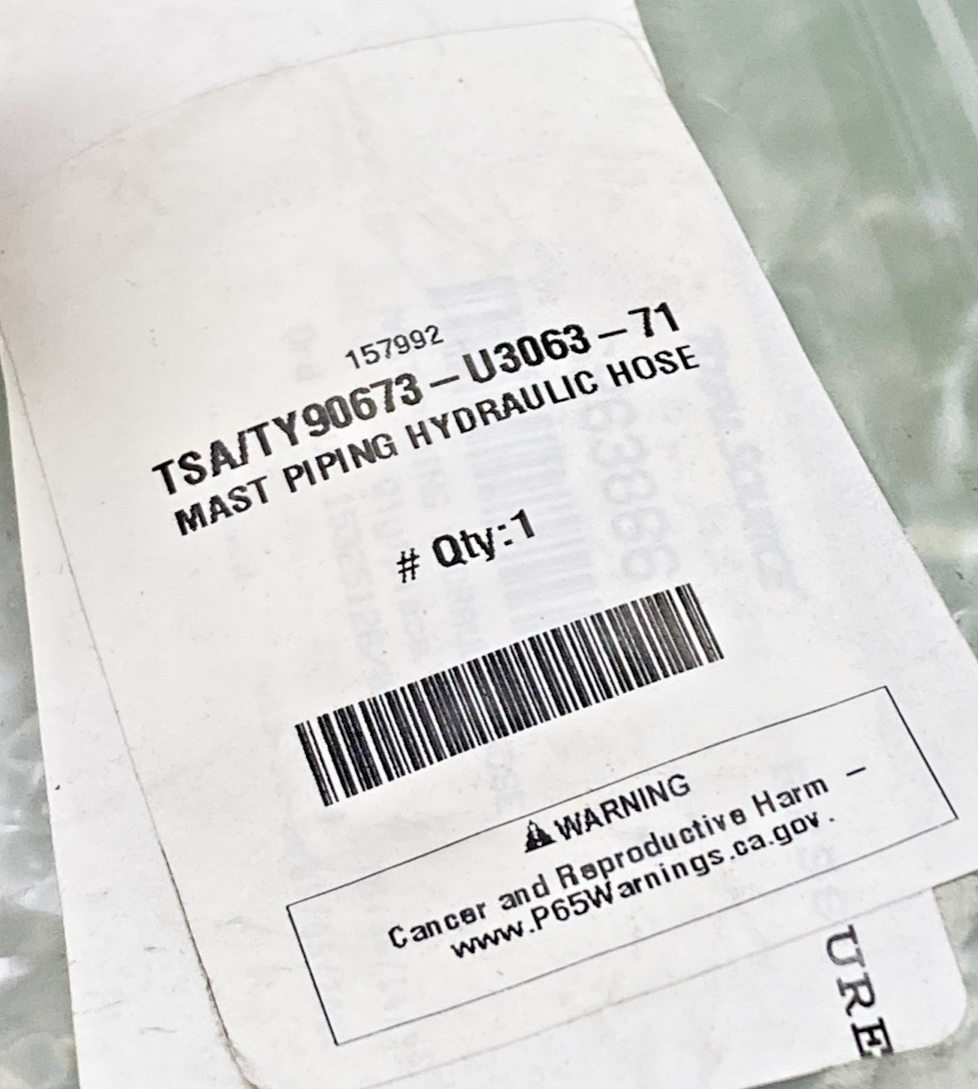 157992
TSA/TY90673-U3063-71
MAST PIPING HYDRAULIC HOSE
# Qty:1
WARNING
Cancer and Reproductive Harm -
www.P65Warnings.ca.gov.
URE